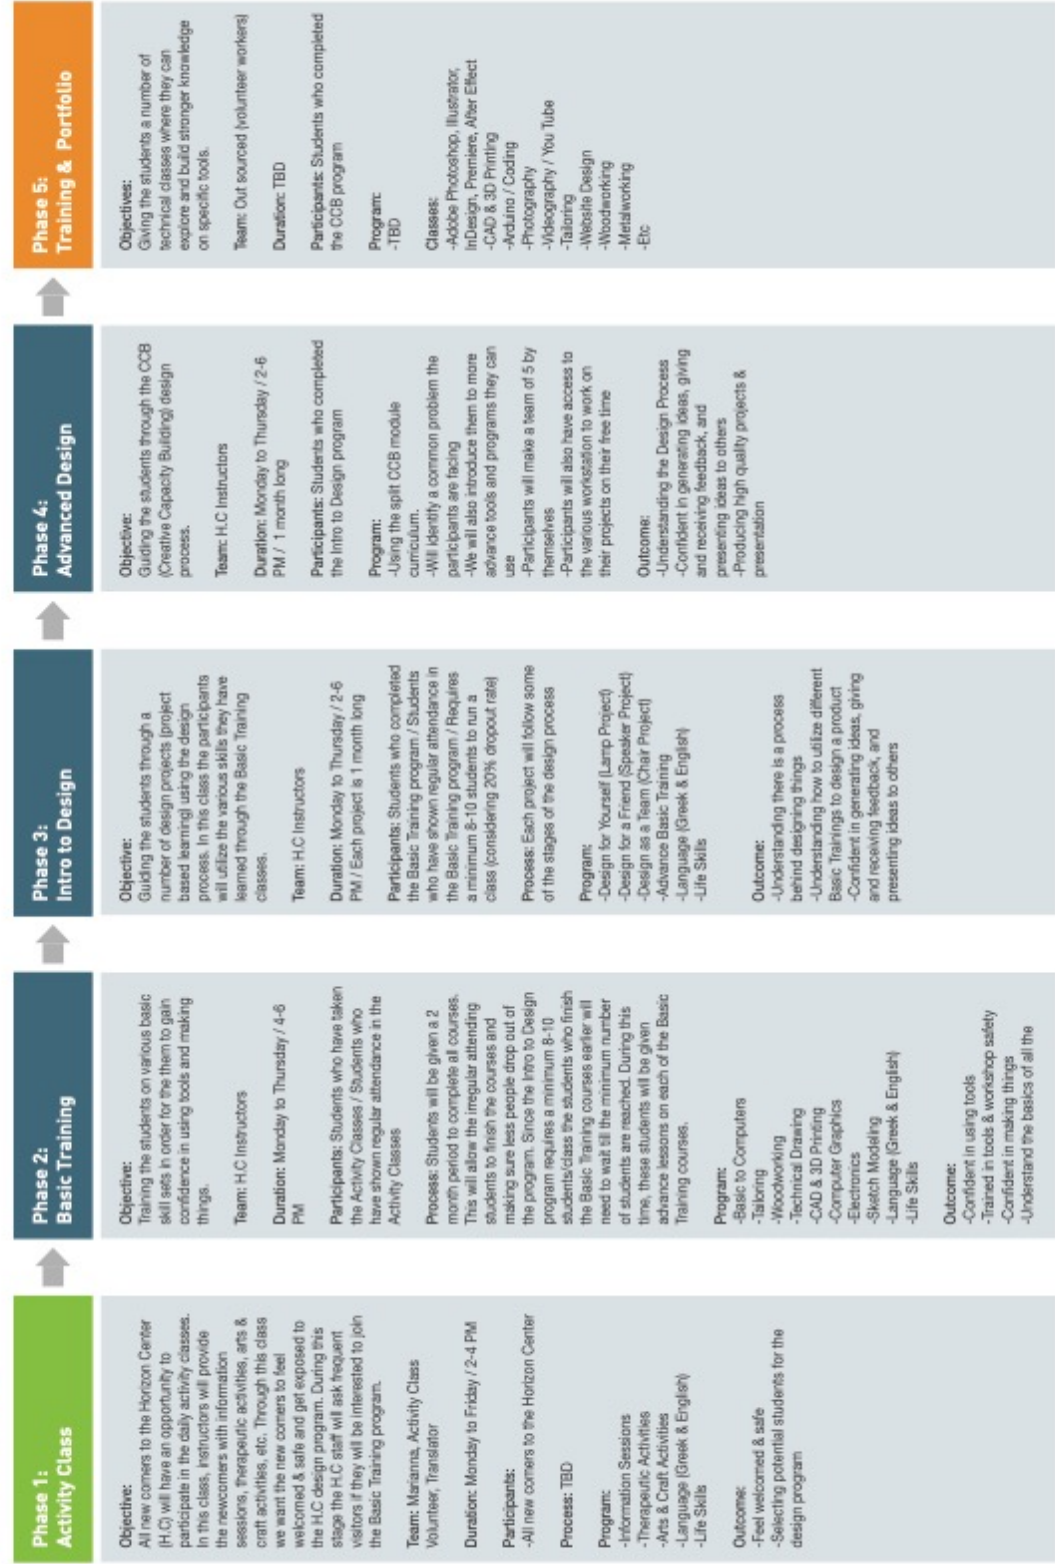 Phase 1:
Activity Class
Objective:
All new comers to the Horizon Center
(H.C) will have an opportunity to
participate in the daily activity classes.
In this class, instructors will provide
the newcomers with information
sessions, therapeutic activities, arts &
craft activities, etc. Through this class
we want the new comers to feel
welcomed & safe and get exposed to
the H.C design program. During this
stage the H.C staff will ask frequent
visitors if they will be interested to join
the Basic Training program.
Team: Marianna, Activity Class
Volunteer, Translator
Duration: Monday to Friday / 2-4 PM
Participants:
-All new comers to the Horizon Center
Process: TBD
Program:
-Information Sessions
-Therapeutic Activities
-Arts & Craft Activities
-Language (Greek & English)
-Life Skills
Outcome:
-Feel welcomed & safe
-Selecting potential students for the
design program
Phase 2:
Basic Training
Objective:
Training the students on various basic
skill sets in order for the them to gain
confidence in using tools and making
things.
Team: H.C Instructors
Duration: Monday to Thursday / 4-6
PM
Participants: Students who have taken
the Activity Classes / Students who
have shown regular attendance in the
Activity Classes
Process: Students will be given a 2
month period to complete all courses.
This will allow the irregular attending
students to finish the courses and
making sure less people drop out of
the program. Since the Intro to Design
program requires a minimum 8-10
students/class the students who finish
the Basic Training courses earlier will
need to wait till the minimum number
of students are reached. During this
time, these students will be given
advance lessons on each of the Basic
Training courses.
Program:
-Basic to Computers
-Tailoring
-Woodworking
-Technical Drawing
-CAD & 3D Printing
-Computer Graphics
-Electronics
-Sketch Modeling
-Language (Greek & English)
-Life Skills
Outcome:
-Confident in using tools
-Trained in tools & workshop safety
-Confident in making things
-Understand the basics of all the
Phase 3:
Intro to Design
Objective:
Guiding the students through a
number of design projects (project
based learning) using the design
process. In this class the participants
will utilize the various skills they have
learned through the Basic Training
classes.
Team: H.C Instructors
Duration: Monday to Thursday / 2-6
PM / Each project is 1 month long
Participants: Students who completed
the Basic Training program / Students
who have shown regular attendance in
the Basic Training program / Requires
a minimum 8-10 students to run a
class (considering 20% dropout rate)
Process: Each project will follow some
of the stages of the design process
Program:
-Design for Yourself (Lamp Project)
-Design for a Friend (Speaker Project)
-Design as a Team (Chair Project)
-Advance Basic Training
-Language (Greek & English)
-Life Skills
Outcome:
-Understanding there is a process
behind designing things
-Understanding how to utilize different
Basic Trainings to design a product
-Confident in generating ideas, giving
and receiving feedback, and
presenting ideas to others
Phase 4:
Advanced Design
Objective:
Guiding the students through the CCB
(Creative Capacity Building) design
process.
Team: H.C Instructors
Duration: Monday to Thursday / 2-6
PM / 1 month long
Participants: Students who completed
the Intro to Design program
Program:
-Using the split CCB module
curriculum.
-Will identify a common problem the
participants are facing
-We will also introduce them to more
advance tools and programs they can
use
-Participants will make a team of 5 by
themselves
-Participants will also have access to
the various workstation to work on
their projects on their free time
Outcome:
-Understanding the Design Process
-Confident in generating ideas, giving
and receiving feedback, and
presenting ideas to others
-Producing high quality projects &
presentation
Phase 5:
Training & Portfolio
Objectives:
Giving the students a number of
technical classes where they can
explore and build stronger knowledge
on specific tools.
Team: Out sourced (volunteer workers)
Duration: TBD
Participants: Students who completed
the CCB program
Program:
-TBD
Classes:
-Adobe Photoshop, Illustrator,
InDesign, Premiere, After Effect
-CAD & 3D Printing
-Arduino / Coding
-Photography
-Videography / You Tube
-Tailoring
-Website Design
-Woodworking
-Metalworking
-Etc